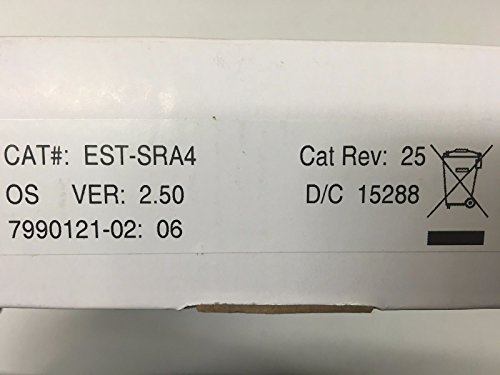 CAT#: EST-SRA4 Cat Rev: 25
OS VER: 2.50 D/C 15288
7990121-02: 06